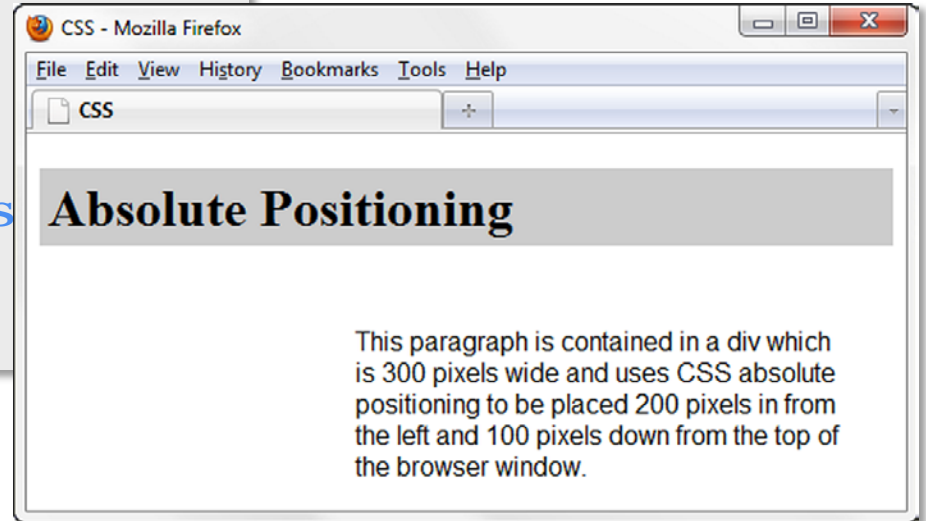 CSS - Mozilla Firefox
File Edit View History Bookmarks Tools Help
CSS
s
Absolute Positioning
This paragraph is contained in a div which
is 300 pixels wide and uses CSS absolute
positioning to be placed 200 pixels in from
the left and 100 pixels down from the top of
the browser window.